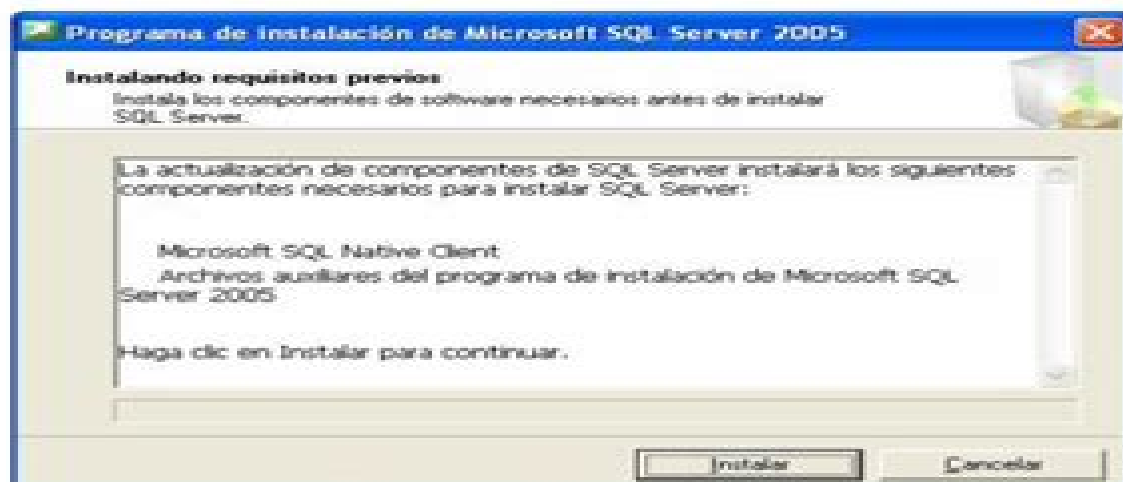 Programa de instalación de Microsoft SQL Server 2005
Instalando requisitos previos
Instala los componentes de software necesarios antes de instalar
SQL Server.
La actualización de componentes de SQL Server instalará los siguientes
componentes necesarios para instalar SQL Server:
Microsoft SQL Native Client
Archivos auxiliares del programa de instalación de Microsoft SQL
Server 2005
Haga clic en Instalar para continuar.
Instalar
Cancelar